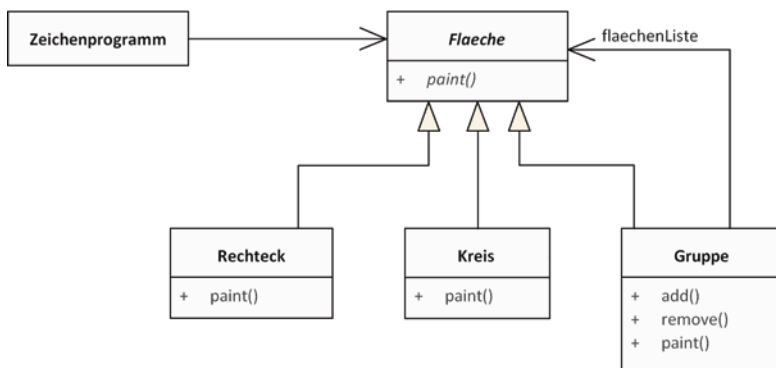 Zeichenprogramm
Flaeche
+ paint()
flaechenListe
Rechteck
+ paint()
Kreis
+ paint()
Gruppe
+ add()
+ remove()
+ paint()